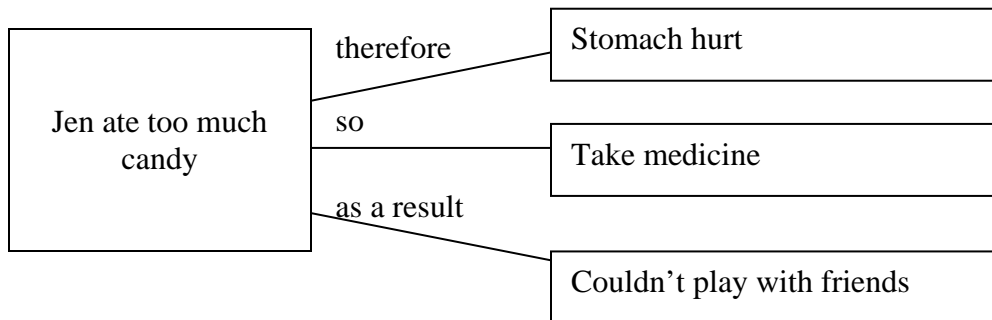 therefore
Stomach hurt
Jen ate too much
candy
so
Take medicine
as a result
Couldn’t play with friends